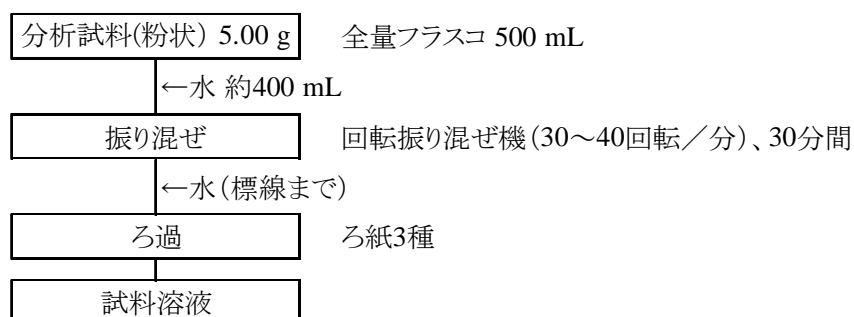 分析試料(粉状) 5.00 g 全量フラスコ 500 mL
←水 約400 mL
振り混ぜ 回転振り混ぜ機(30～40回転／分)、30分間
←水(標線まで)
ろ過 ろ紙3種
試料溶液